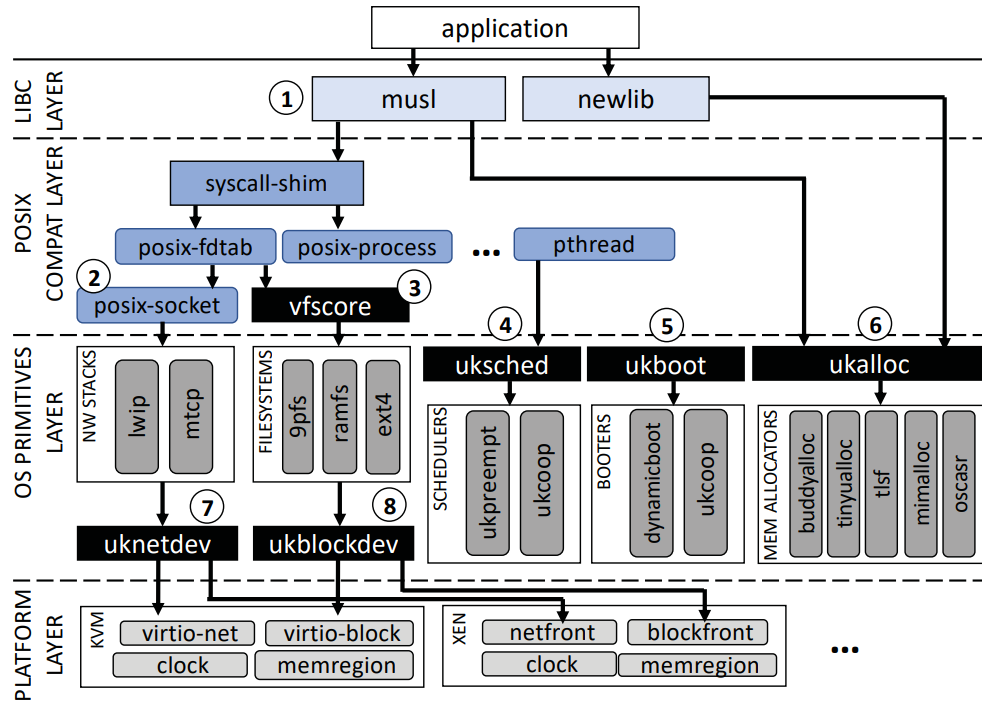 application
LIBC
LAYER
1
musl
newlib
POSIX
COMPAT LAYER
syscall-shim
posix-fdtab
posix-process
...
pthread
2
posix-socket
vfscore
3
4
5
6
OS PRIMITIVES
LAYER
NW STACKS
lwip
mtcp
FILESYSTEMS
9pfs
ramfs
ext4
uksched
ukboot
ukalloc
SCHEDULERS
ukpreempt
ukcoop
BOOTERS
dynamicboot
ukcoop
MEM ALLOCATORS
buddyalloc
tinyualloc
tlsf
mimalloc
oscasr
7
8
uknetdev
ukblockdev
PLATFORM
LAYER
KVM
virtio-net
virtio-block
clock
memregion
XEN
netfront
blockfront
clock
memregion
...